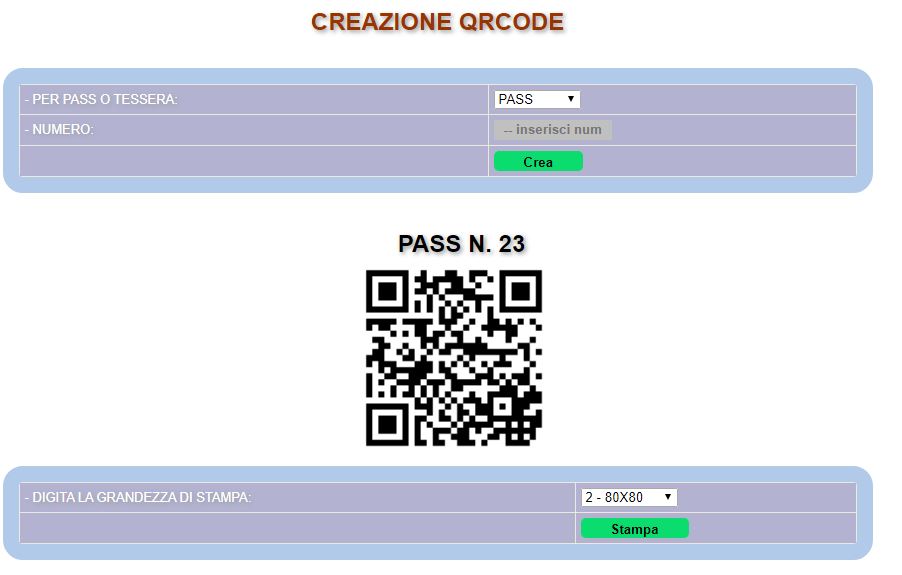 CREAZIONE QRCODE
- PER PASS O TESSERA: PASS
- NUMERO: -- inserisci num
Crea
PASS N. 23
- DIGITA LA GRANDEZZA DI STAMPA: 2 - 80X80
Stampa